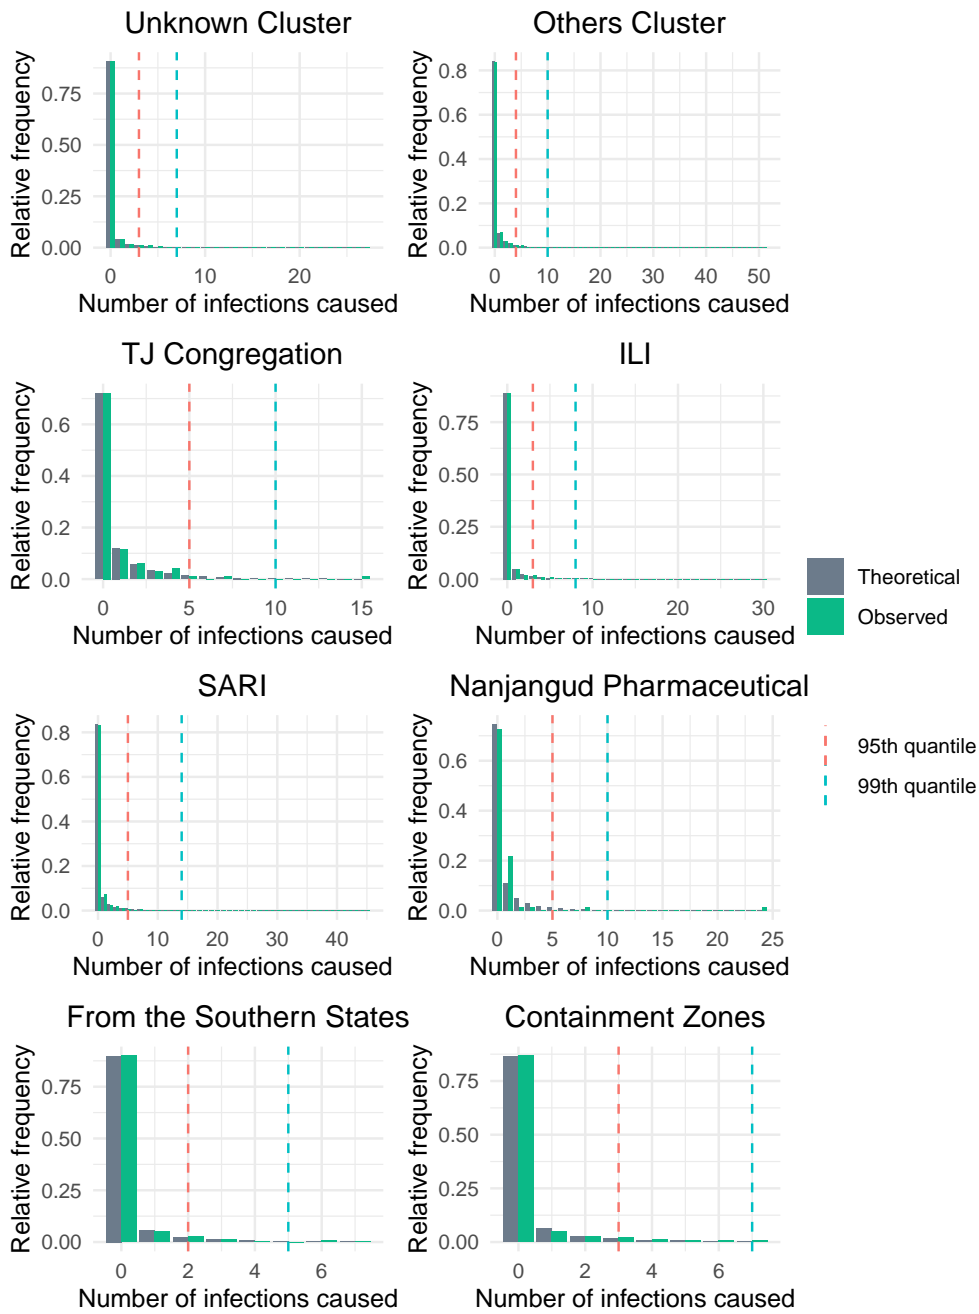 Unknown Cluster
Relative frequency
0.75
0.50
0.25
0.00
0 10 20
Number of infections caused
Others Cluster
Relative frequency
0.8
0.6
0.4
0.2
0.0
0 10 20 30 40 50
Number of infections caused
TJ Congregation
Relative frequency
0.6
0.4
0.2
0.0
0 5 10 15
Number of infections caused
ILI
Relative frequency
0.75
0.50
0.25
0.00
0 10 20 30
Number of infections caused
Theoretical
Observed
SARI
Relative frequency
0.8
0.6
0.4
0.2
0.0
0 10 20 30 40
Number of infections caused
Nanjangud Pharmaceutical
Relative frequency
0.6
0.4
0.2
0.0
0 5 10 15 20 25
Number of infections caused
95th quantile
99th quantile
From the Southern States
Relative frequency
0.75
0.50
0.25
0.00
0 2 4 6
Number of infections caused
Containment Zones
Relative frequency
0.75
0.50
0.25
0.00
0 2 4 6
Number of infections caused